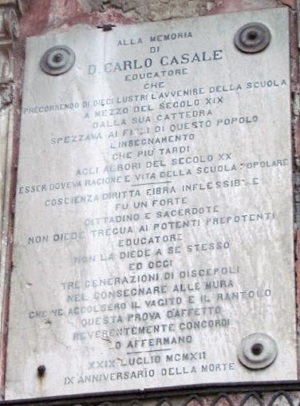 ALLA MEMORIA
DI
D. CARLO CASALE
EDUCATORE
CHE
PRECORRENDO DI DIECI LUSTRI L'AVVENIRE DELLA SCUOLA
A MEZZO DEL SECOLO XIX
DALLA SUA CATTEDRA
SPEZZAVA AI FIGLI DI QUESTO POPOLO
L'INSEGNAMENTO
CHE PIU TARDI
AGLI ALBORI DEL SECOLO XX
ESSER DOVEVA RAGIONE E VITA DELLA SCUOLA POPOLARE
COSCIENZA DIRITTA FIBRA INFLESSIBILE
FU UN FORTE
CITTADINO E SACERDOTE
NON DIEDE TREGUA AI POTENTI PREPOTENTI
EDUCATORE
NON LA DIEDE A SE STESSO
ED OGGI
TRE GENERAZIONI DI DISCEPOLI
NEL CONSEGNARE ALLE MURA
CHE NE ACCOLSERO IL VAGITO E IL RANTOLO
QUESTA PROVA D'AFFETTO
REVERENTEMENTE CONCORDI
LO AFFERMANO
XXIX LUGLIO MCMXII
IX ANNIVERSARIO DELLA MORTE